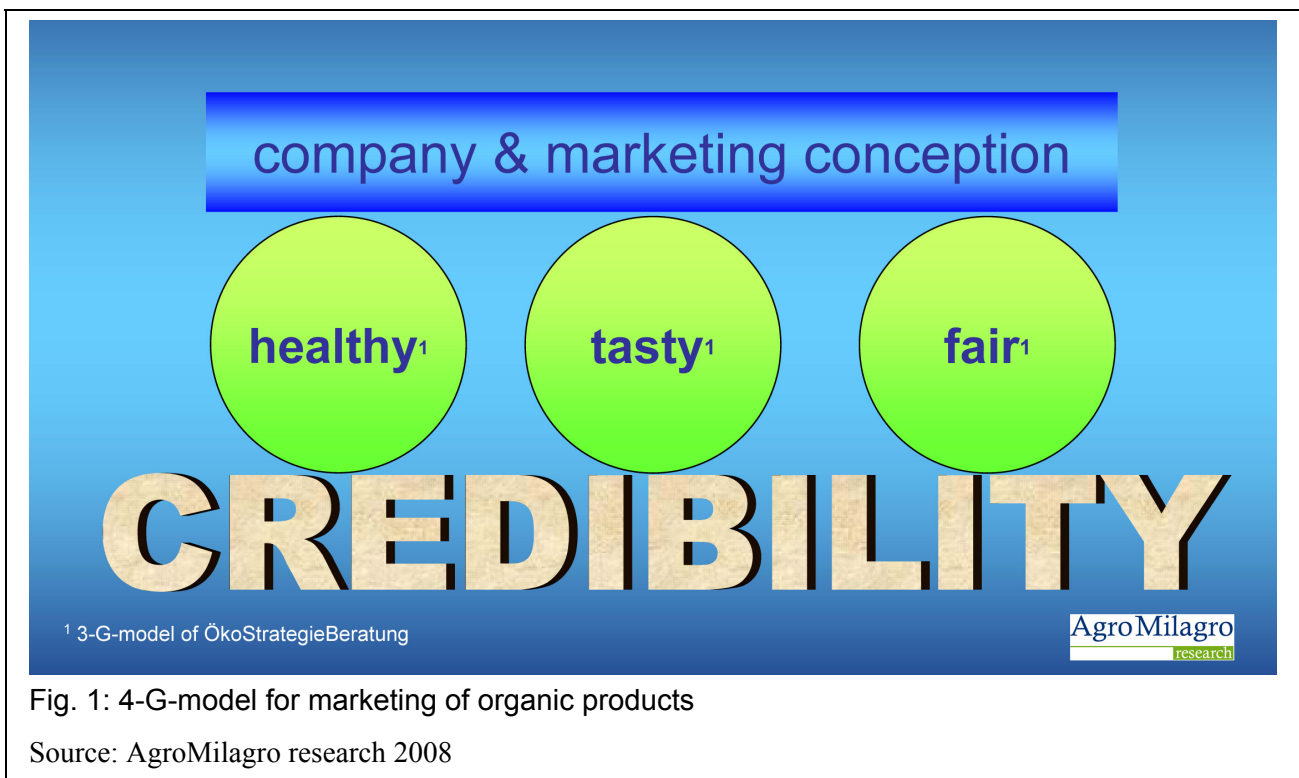 company & marketing conception
healthy¹ tasty¹ fair¹
CREDIBILITY
¹ 3-G-model of ÖkoStrategieBeratung
AgroMilagro
research
Fig. 1: 4-G-model for marketing of organic products
Source: AgroMilagro research 2008